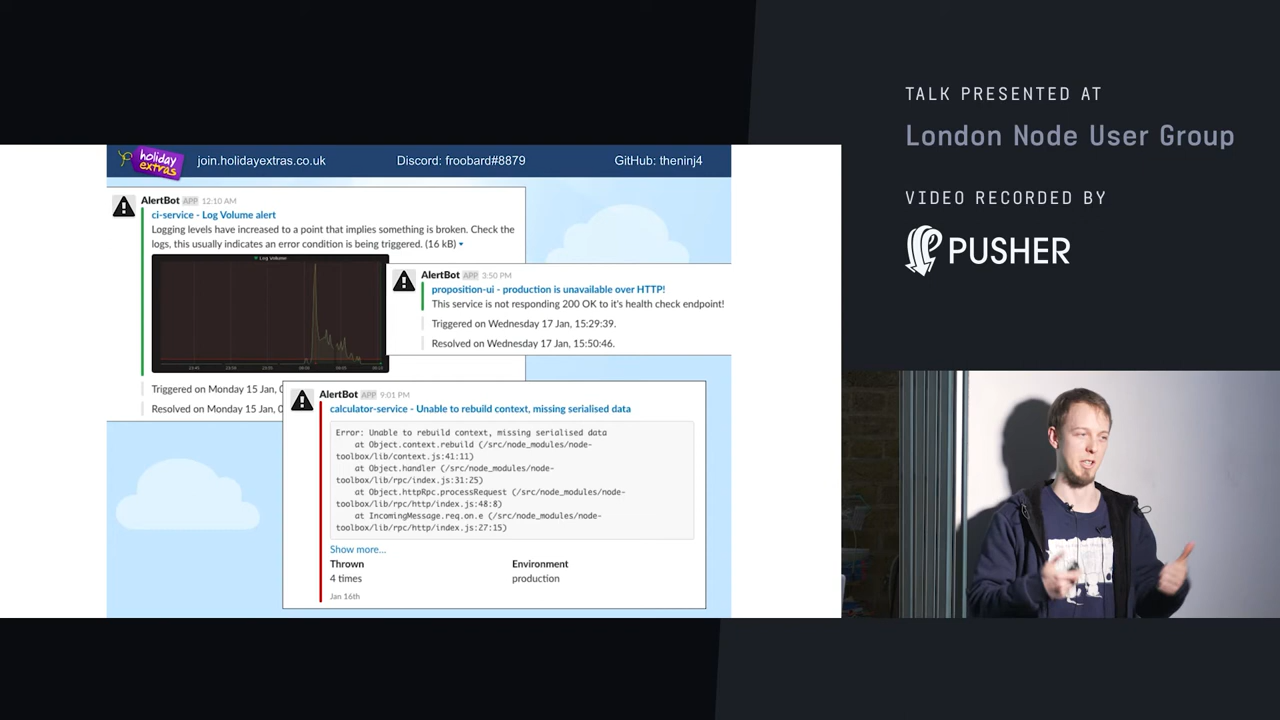 holiday extras
join.holidayextras.co.uk
Discord: froobard#8879
GitHub: theninj4
AlertBot APP 12:10 AM
ci-service - Log Volume alert
Logging levels have increased to a point that implies something is broken. Check the
logs, this usually indicates an error condition is being triggered. (16 kB)
Log Volume
Triggered on Monday 15 Jan, 0
Resolved on Monday 15 Jan, 0
AlertBot APP 3:50 PM
proposition-ui - production is unavailable over HTTP!
This service is not responding 200 OK to it's health check endpoint!
Triggered on Wednesday 17 Jan, 15:29:39.
Resolved on Wednesday 17 Jan, 15:50:46.
AlertBot APP 9:01 PM
calculator-service - Unable to rebuild context, missing serialised data
Error: Unable to rebuild context, missing serialised data
at Object.context.rebuild (/src/node_modules/node-
toolbox/lib/context.js:41:11)
at Object.handler (/src/node_modules/node-
toolbox/lib/rpc/index.js:31:25)
at Object.httpRpc.processRequest (/src/node_modules/node-
toolbox/lib/rpc/http/index.js:48:8)
at IncomingMessage.req.on.e (/src/node_modules/node-
toolbox/lib/rpc/http/index.js:27:15)
Show more...
Thrown
Environment
4 times
production
Jan 16th
TALK PRESENTED AT
London Node User Group
VIDEO RECORDED BY
PUSHER